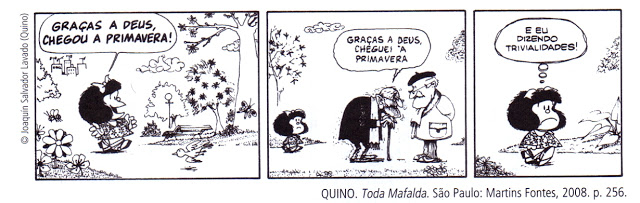 © Joaquín Salvador Lavado (Quino)
GRAÇAS A DEUS,
CHEGOU A PRIMAVERA!
GRAÇAS A DEUS,
CHEGUEI À
PRIMAVERA
E EU
DIZENDO
TRIVIALIDADES!
QUINO. Toda Mafalda. São Paulo: Martins Fontes, 2008. p. 256.